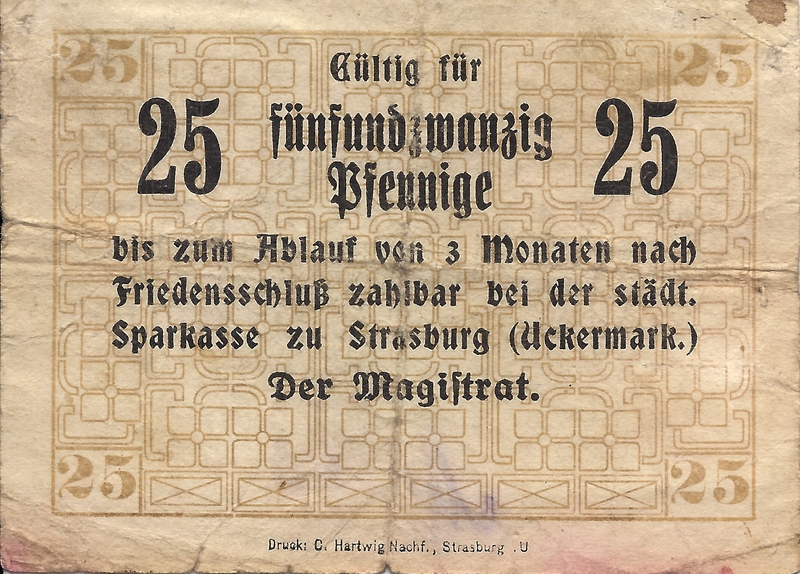 25 25
Gültig für
25 fünfundzwanzig 25
Pfennige
bis zum Ablauf von 3 Monaten nach
Friedensschluß zahlbar bei der städt.
Sparkasse zu Strasburg (Uckermark.)
Der Magistrat.
25 25
Druck: C. Hartwig Nachf., Strasburg . U